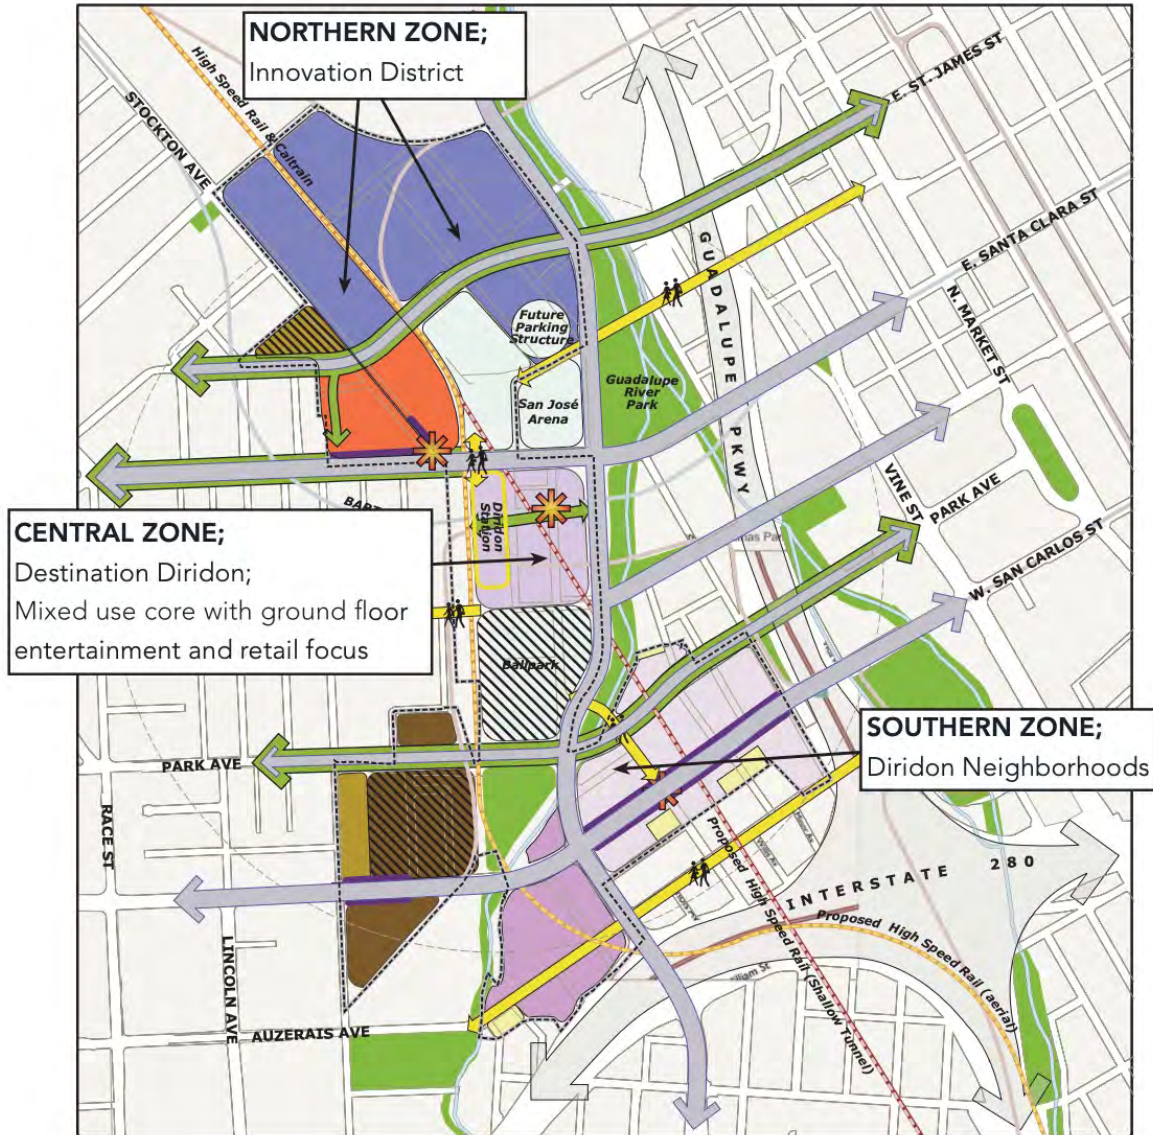 NORTHERN ZONE;
Innovation District
E. ST. JAMES ST
High Speed Rail & Caltrain
STOCKTON AVE
GUADALUPE PKWY
E. SANTA CLARA ST
N. MARKET ST
Future
Parking
Structure
Guadalupe
River
Park
San José
Arena
Diridon
Station
VINE ST
PARK AVE
W. SAN CARLOS ST
CENTRAL ZONE;
Destination Diridon;
Mixed use core with ground floor
entertainment and retail focus
Ballpark
SOUTHERN ZONE;
Diridon Neighborhoods
PARK AVE
RACE ST
LINCOLN AVE
AUZERAIS AVE
INTERSTATE 280
Proposed High Speed Rail (Shallow Tunnel)
Proposed High Speed Rail (aerial)